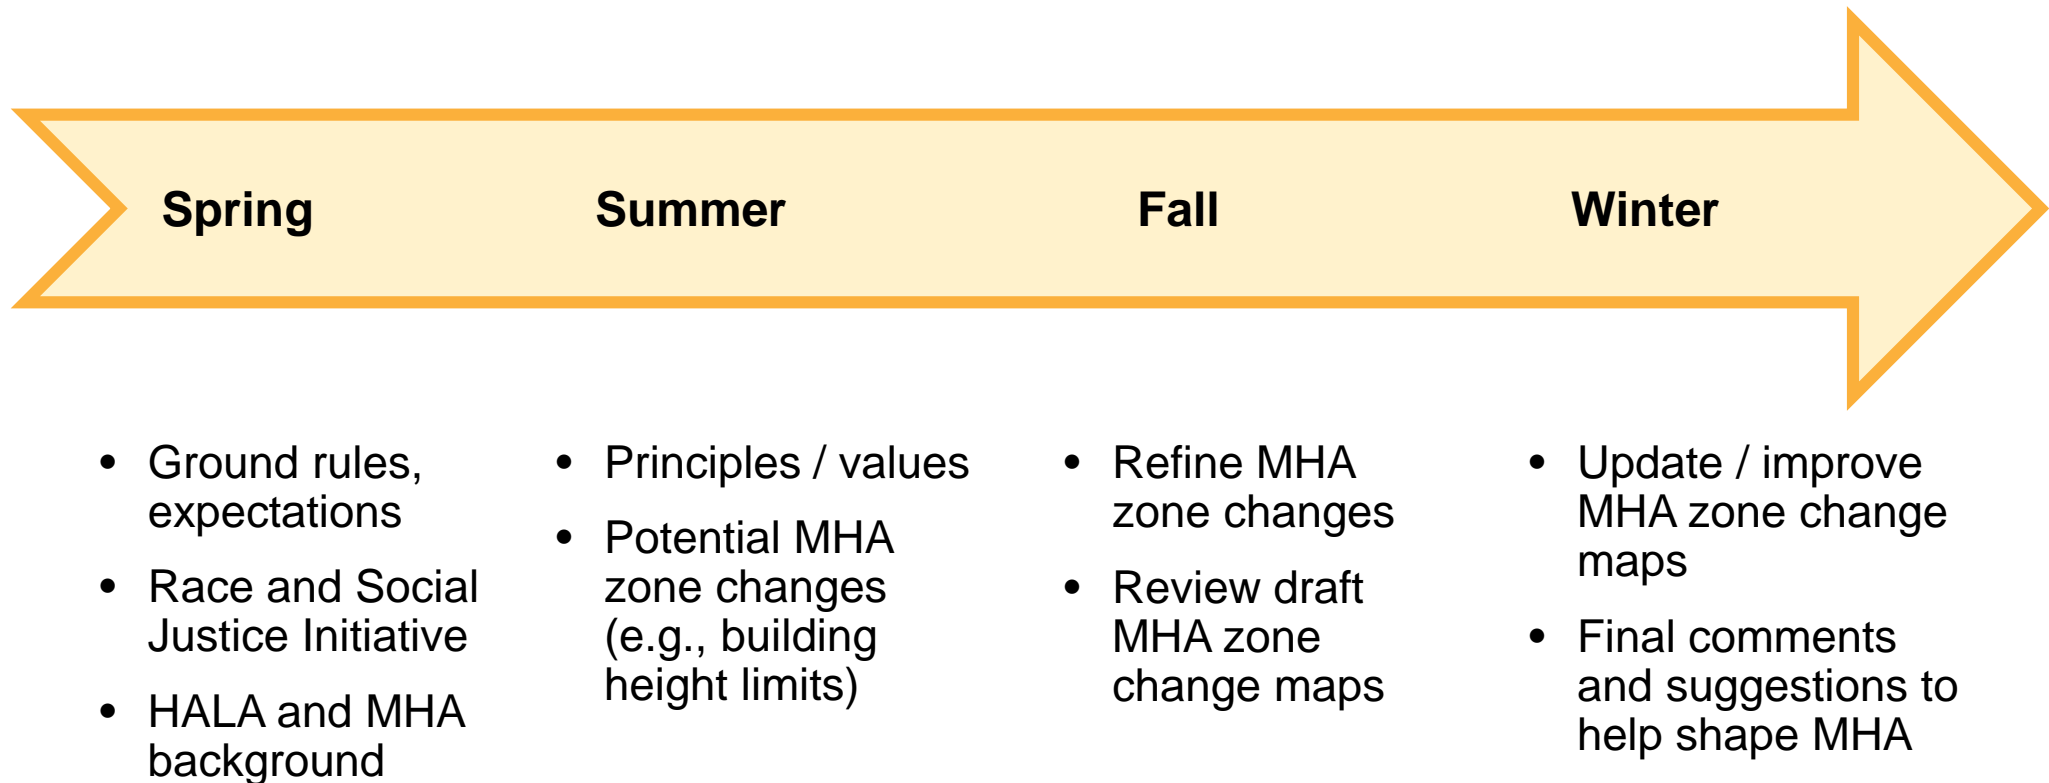 Spring
Summer
Fall
Winter
• Ground rules,
expectations
• Race and Social
Justice Initiative
• HALA and MHA
background
• Principles / values
• Potential MHA
zone changes
(e.g., building
height limits)
• Refine MHA
zone changes
• Review draft
MHA zone
change maps
• Update / improve
MHA zone change
maps
• Final comments
and suggestions to
help shape MHA